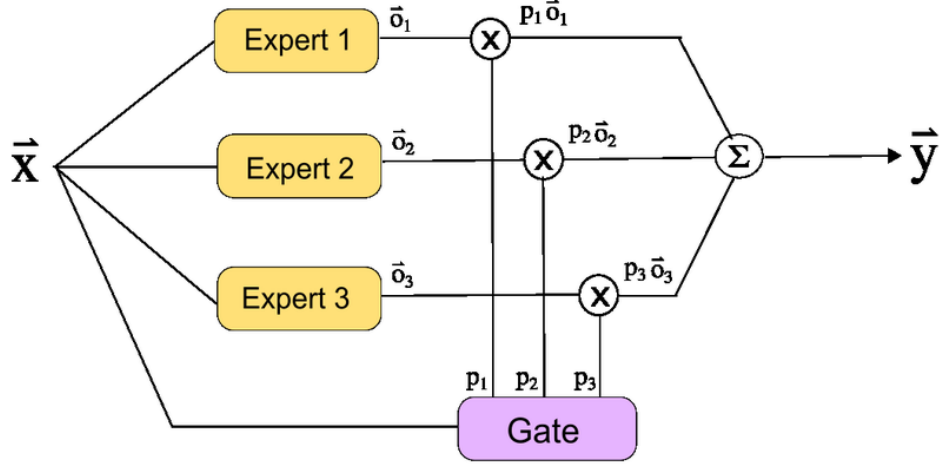 o⃗₁
p₁o⃗₁
Expert 1
x
o⃗₂
p₂o⃗₂
x⃗
Expert 2
x
Σ
y⃗
o⃗₃
p₃o⃗₃
Expert 3
x
p₁
p₂
p₃
Gate